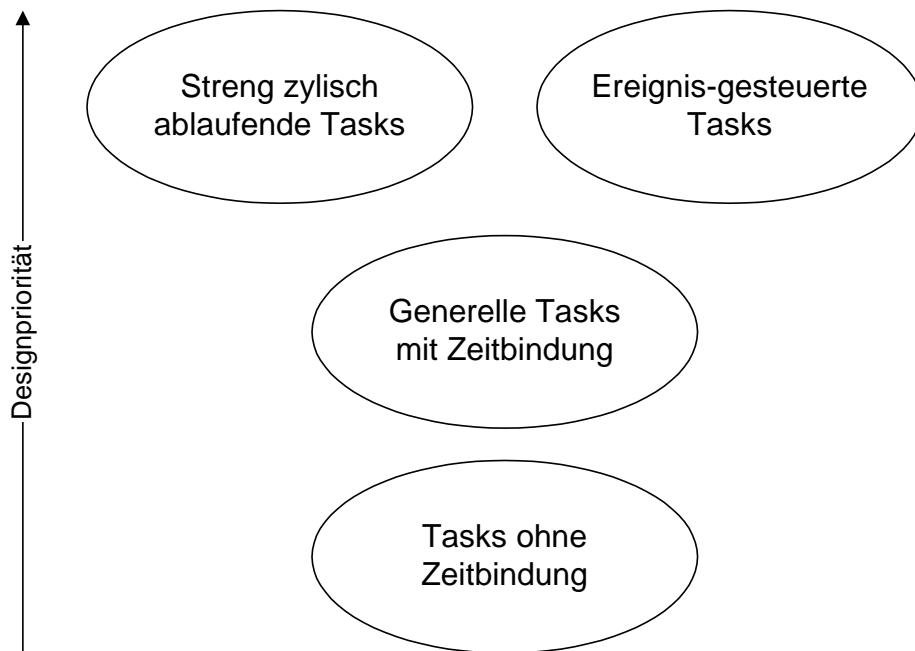 Streng zylisch
ablaufende Tasks
Ereignis-gesteuerte
Tasks
Designpriorität
Generelle Tasks
mit Zeitbindung
Tasks ohne
Zeitbindung